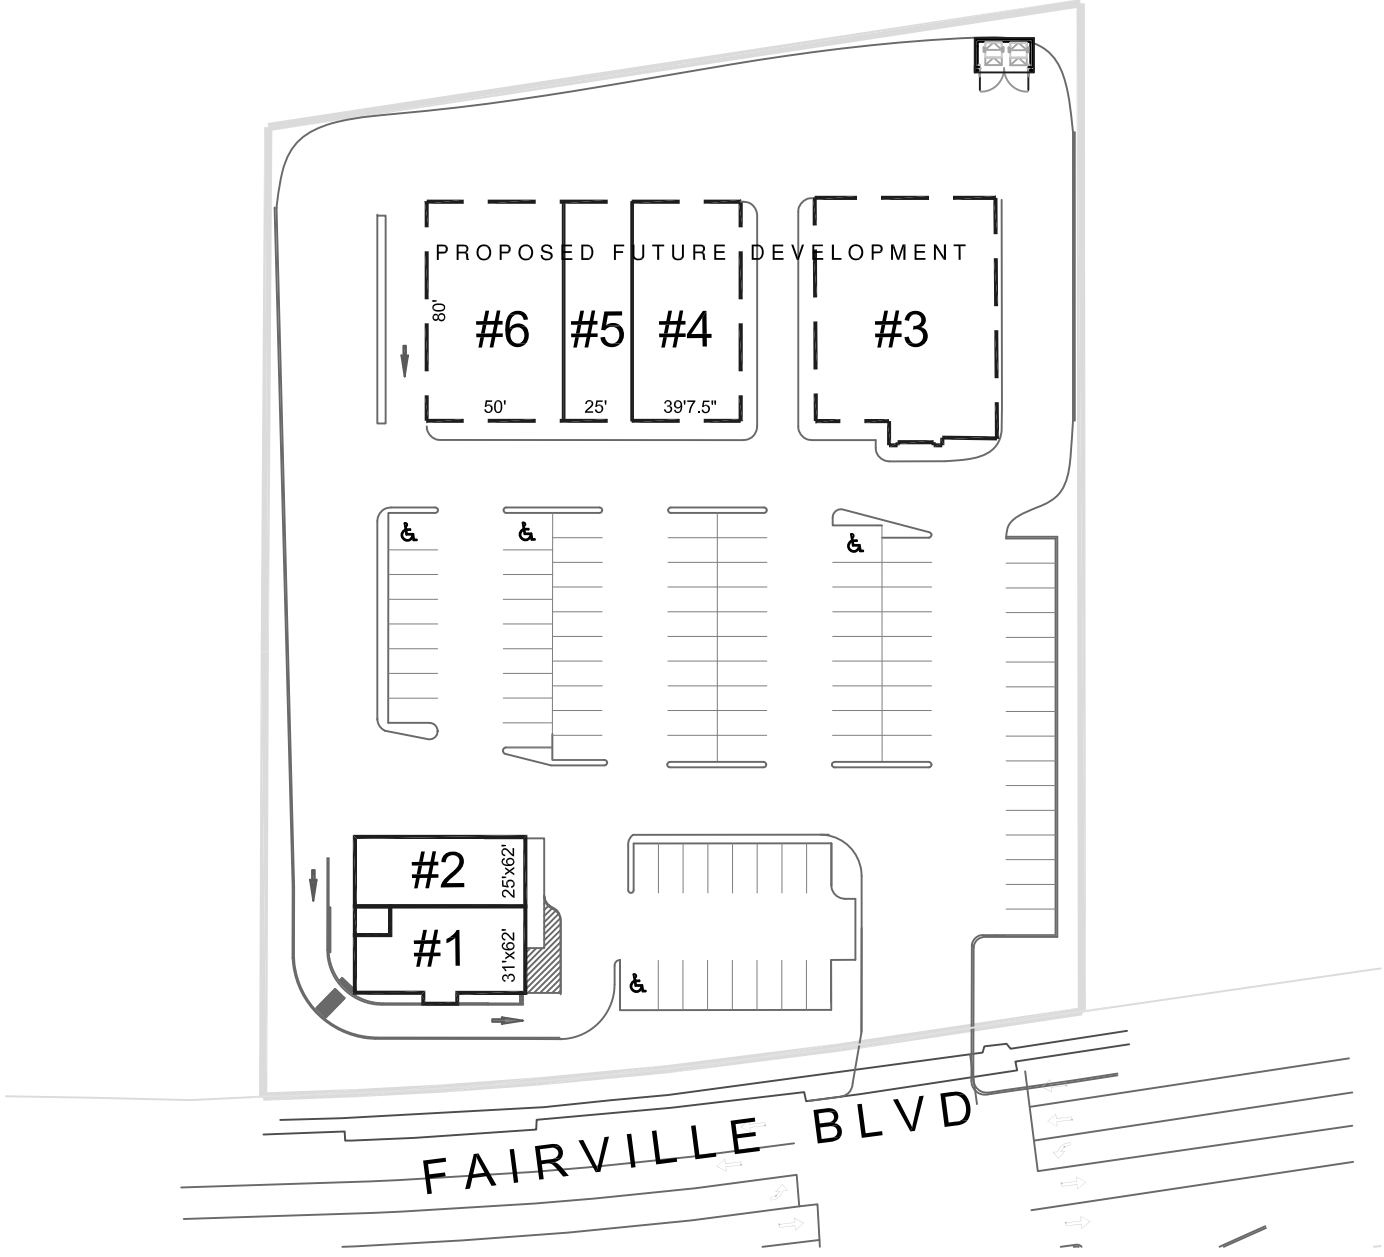 PROPOSED FUTURE DEVELOPMENT
80'
#6
#5
#4
#3
50'
25'
39'7.5"
#2
25'x62'
#1
31'x62'
FAIRVILLE BLVD